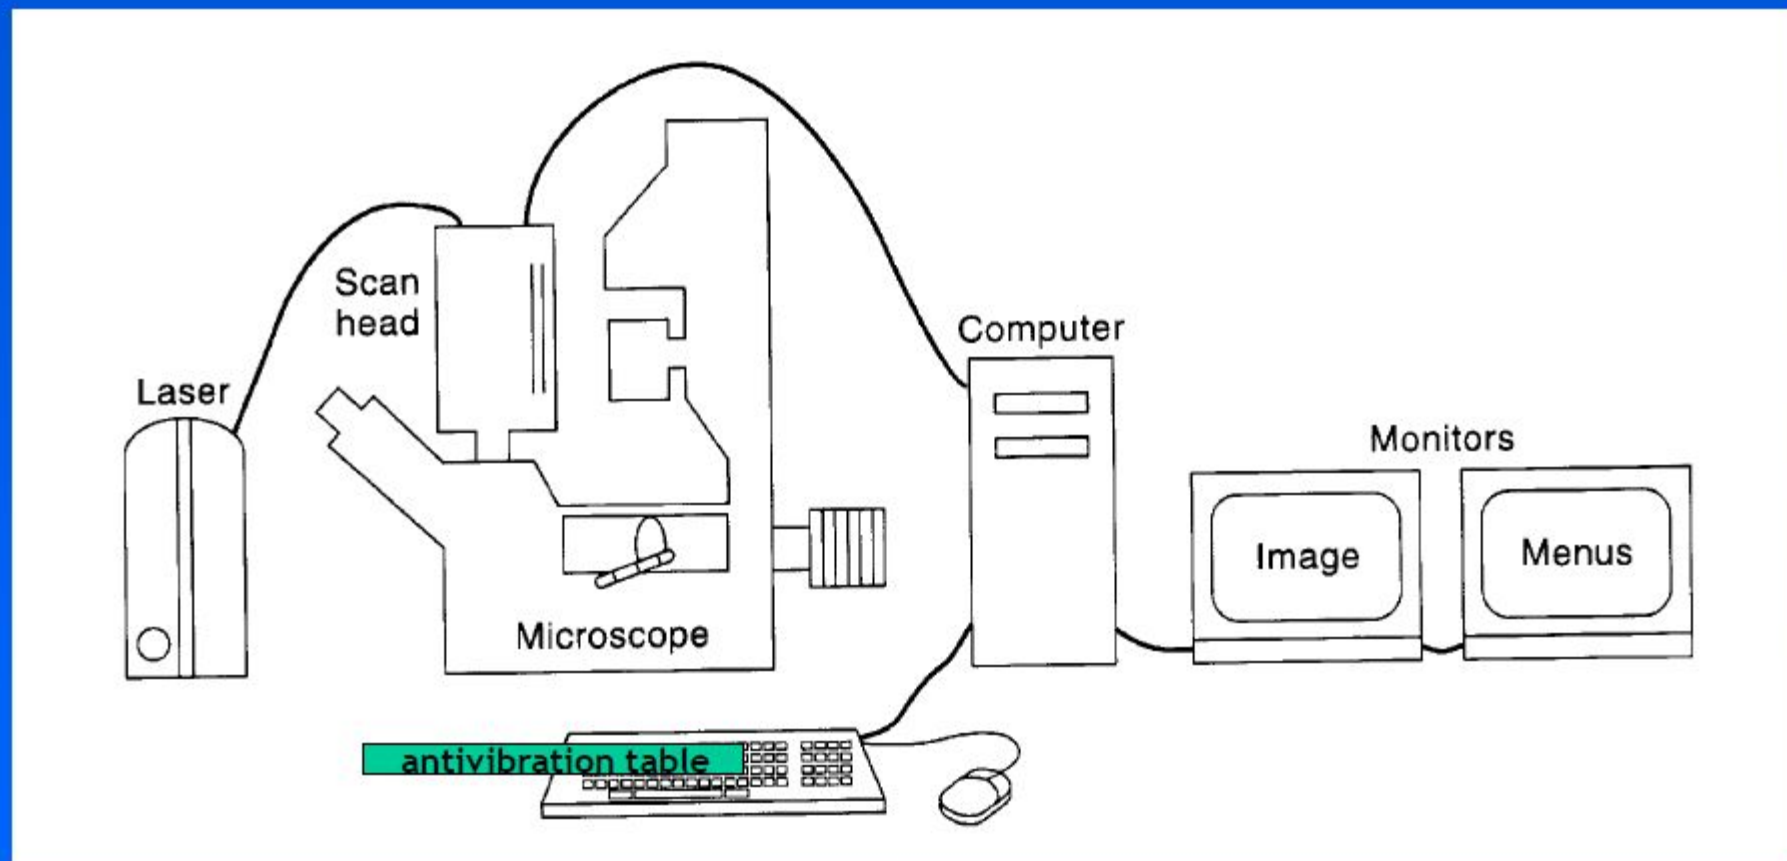 Scan
head
Laser
Computer
Monitors
Image
Menus
Microscope
antivibration table